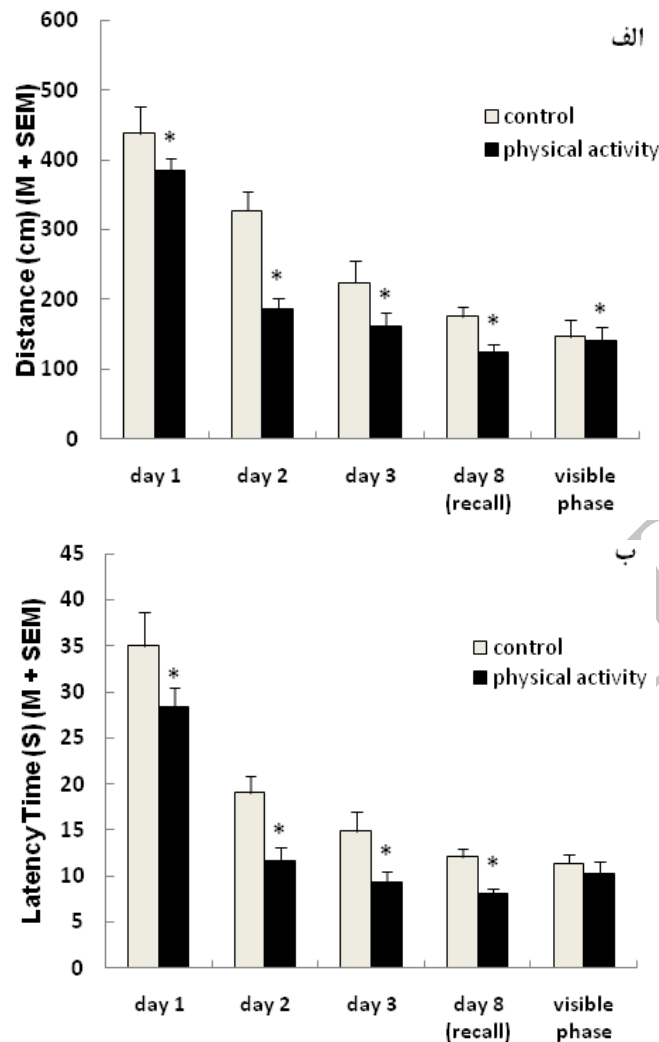 الف
600
500
400
300
200
100
0
Distance (cm) (M + SEM)
control
physical activity
*
*
*
*
*
day 1 day 2 day 3 day 8 visible
(recall) phase
ب
45
40
35
30
25
20
15
10
5
0
Latency Time (S) (M + SEM)
control
physical activity
*
*
*
*
day 1 day 2 day 3 day 8 visible
(recall) phase